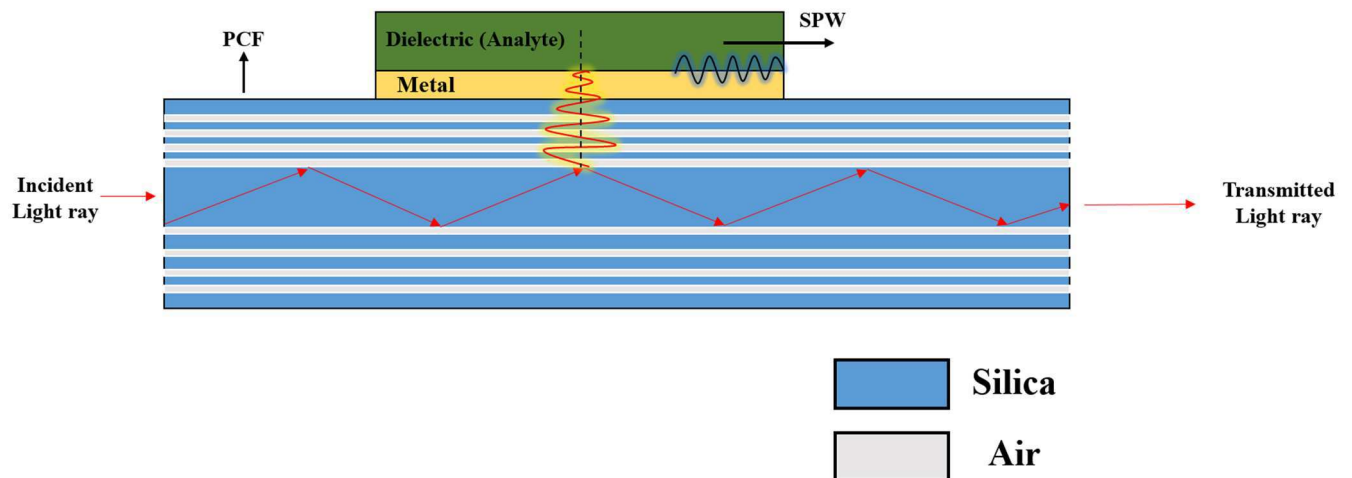 SPW
PCF
Dielectric (Analyte)
Metal
Incident
Light ray
Transmitted
Light ray
Silica
Air